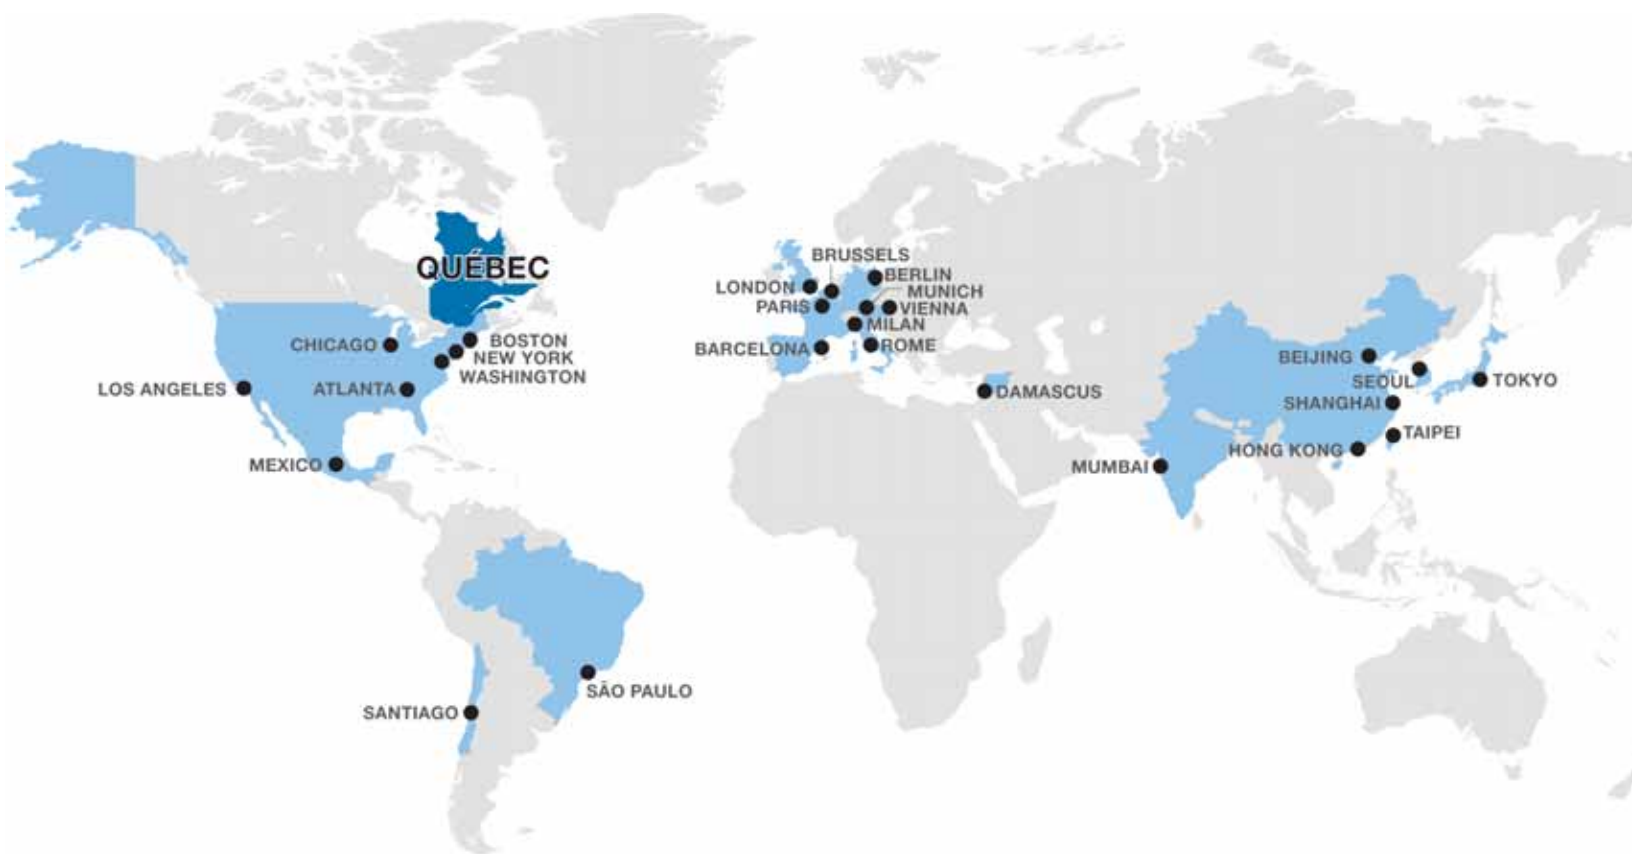 QUÉBEC
CHICAGO
BOSTON
NEW YORK
WASHINGTON
LOS ANGELES
ATLANTA
MEXICO
SANTIAGO
SÃO PAULO
BRUSSELS
BERLIN
LONDON
MUNICH
PARIS
VIENNA
MILAN
BARCELONA
ROME
DAMASCUS
BEIJING
SEOUL
TOKYO
SHANGHAI
TAIPEI
HONG KONG
MUMBAI